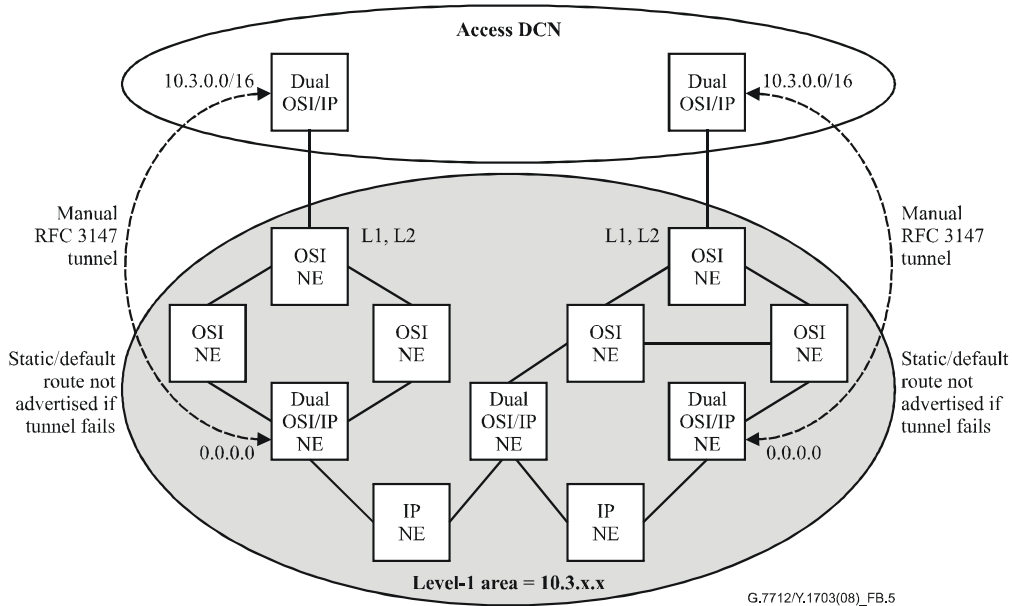 Access DCN
10.3.0.0/16
Dual
OSI/IP
Dual
OSI/IP
10.3.0.0/16
Manual
RFC 3147
tunnel
L1, L2
OSI
NE
L1, L2
OSI
NE
Manual
RFC 3147
tunnel
OSI
NE
OSI
NE
OSI
NE
OSI
NE
Static/default
route not
advertised if
tunnel fails
Static/default
route not
advertised if
tunnel fails
Dual
OSI/IP
NE
Dual
OSI/IP
NE
Dual
OSI/IP
NE
0.0.0.0
0.0.0.0
IP
NE
IP
NE
Level-1 area = 10.3.x.x
G.7712/Y.1703(08)_FB.5